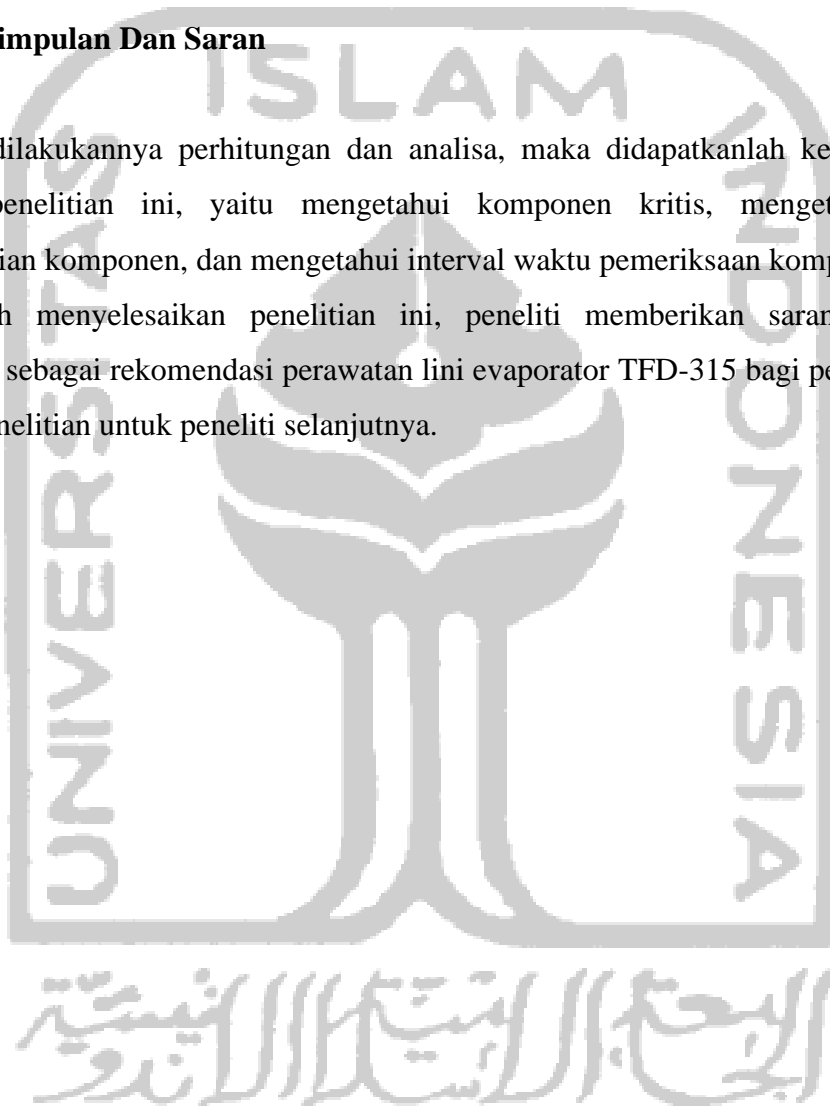 impulan Dan Saran
ISLAM
dilakukannya perhitungan dan analisa, maka didapatkanlah ke
penelitian ini, yaitu mengetahui komponen kritis, menget
ian komponen, dan mengetahui interval waktu pemeriksaan komp
h menyelesaikan penelitian ini, peneliti memberikan saran
sebagai rekomendasi perawatan lini evaporator TFD-315 bagi pe
nelitian untuk peneliti selanjutnya.
UNIVERSITAS
INDONESIA